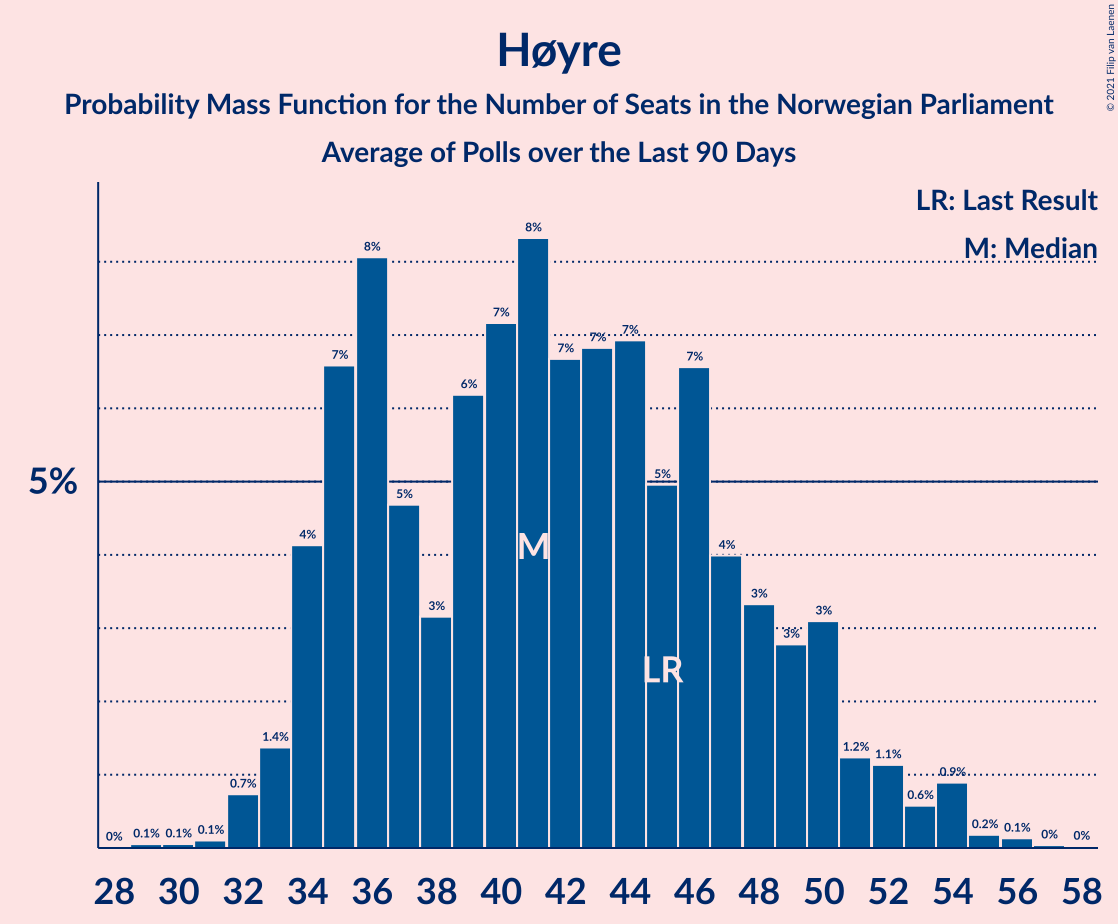 Høyre
Probability Mass Function for the Number of Seats in the Norwegian Parliament
Average of Polls over the Last 90 Days
© 2021 Filip van Laenen
LR: Last Result
M: Median
5%
0% 0.1% 0.1% 0.1% 0.7% 1.4% 4% 7% 8% 5% 3% 6% 7% 8% 7% 7% 7% 5% 7% 4% 3% 3% 3% 1.2% 1.1% 0.6% 0.9% 0.2% 0.1% 0% 0%
M
LR
28 30 32 34 36 38 40 42 44 46 48 50 52 54 56 58